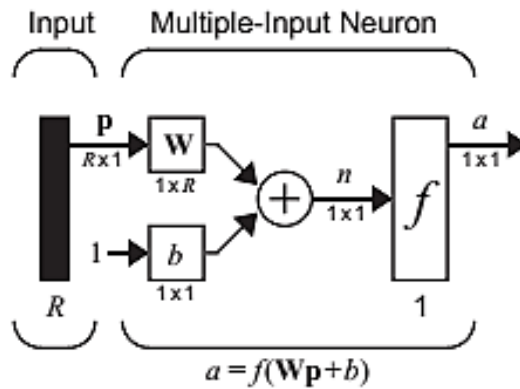 Input Multiple-Input Neuron
p W a
R x 1 1 x R n 1 x 1
1 b 1 x 1 f
1 x 1
R 1
a = f(Wp+b)